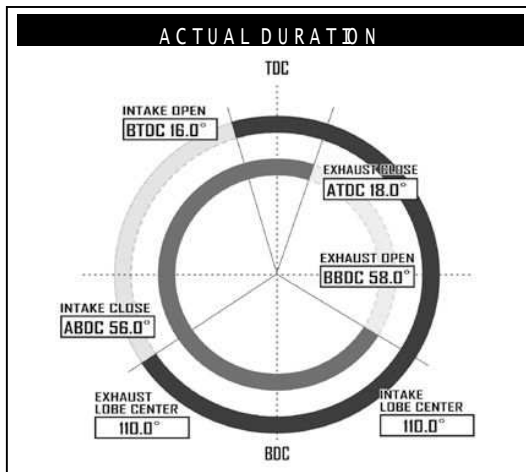 ACTUAL DURATION
TDC
INTAKE OPEN
BTDC 16.0°
EXHAUST CLOSE
ATDC 18.0°
EXHAUST OPEN
BBDC 58.0°
INTAKE CLOSE
ABDC 56.0°
EXHAUST
LOBE CENTER
110.0°
INTAKE
LOBE CENTER
110.0°
BDC